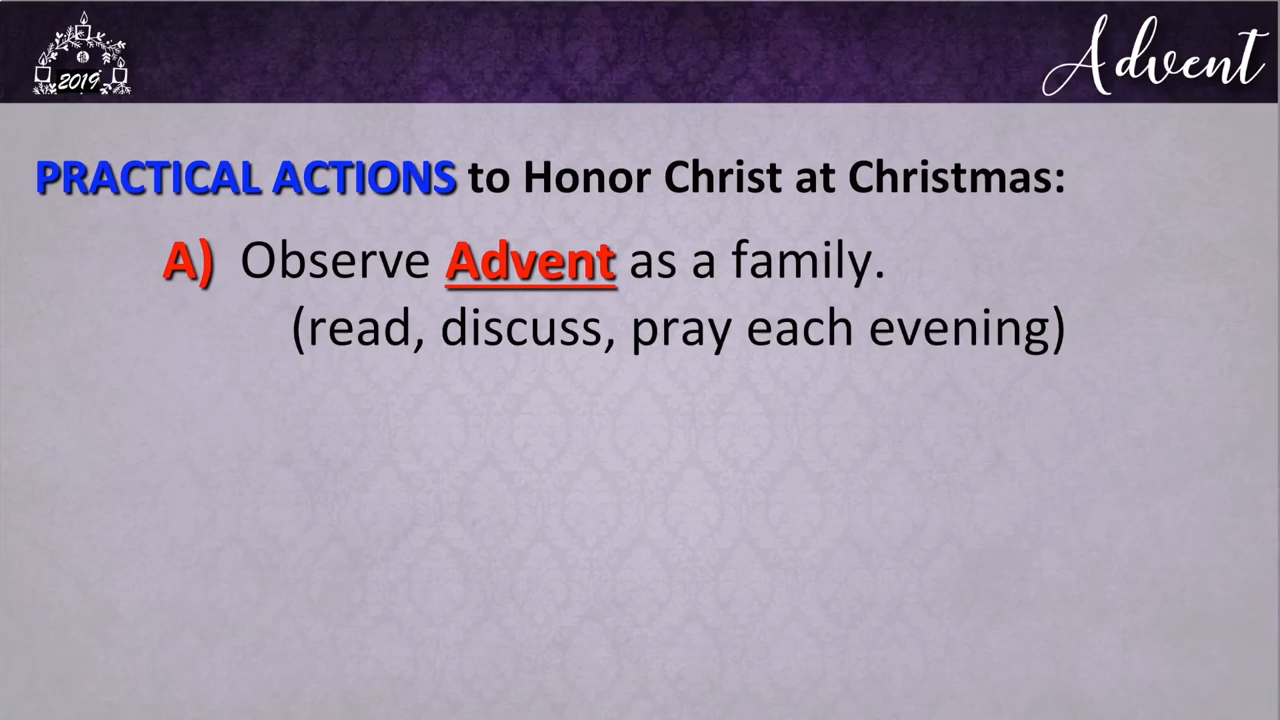 2019
Advent
PRACTICAL ACTIONS to Honor Christ at Christmas:
A) Observe Advent as a family.
(read, discuss, pray each evening)